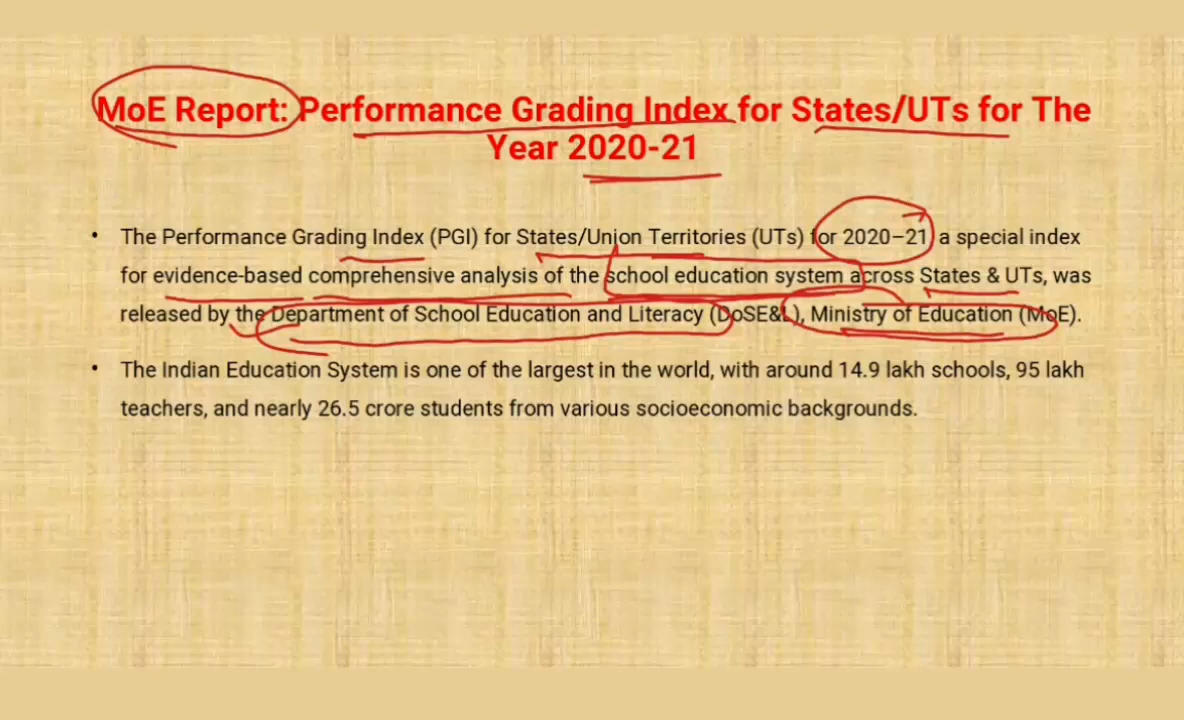 MoE Report: Performance Grading Index for States/UTs for The
Year 2020-21
• The Performance Grading Index (PGI) for States/Union Territories (UTs) for 2020–21, a special index
for evidence-based comprehensive analysis of the school education system across States & UTs, was
released by the Department of School Education and Literacy (DoSE&L), Ministry of Education (MoE).
• The Indian Education System is one of the largest in the world, with around 14.9 lakh schools, 95 lakh
teachers, and nearly 26.5 crore students from various socioeconomic backgrounds.